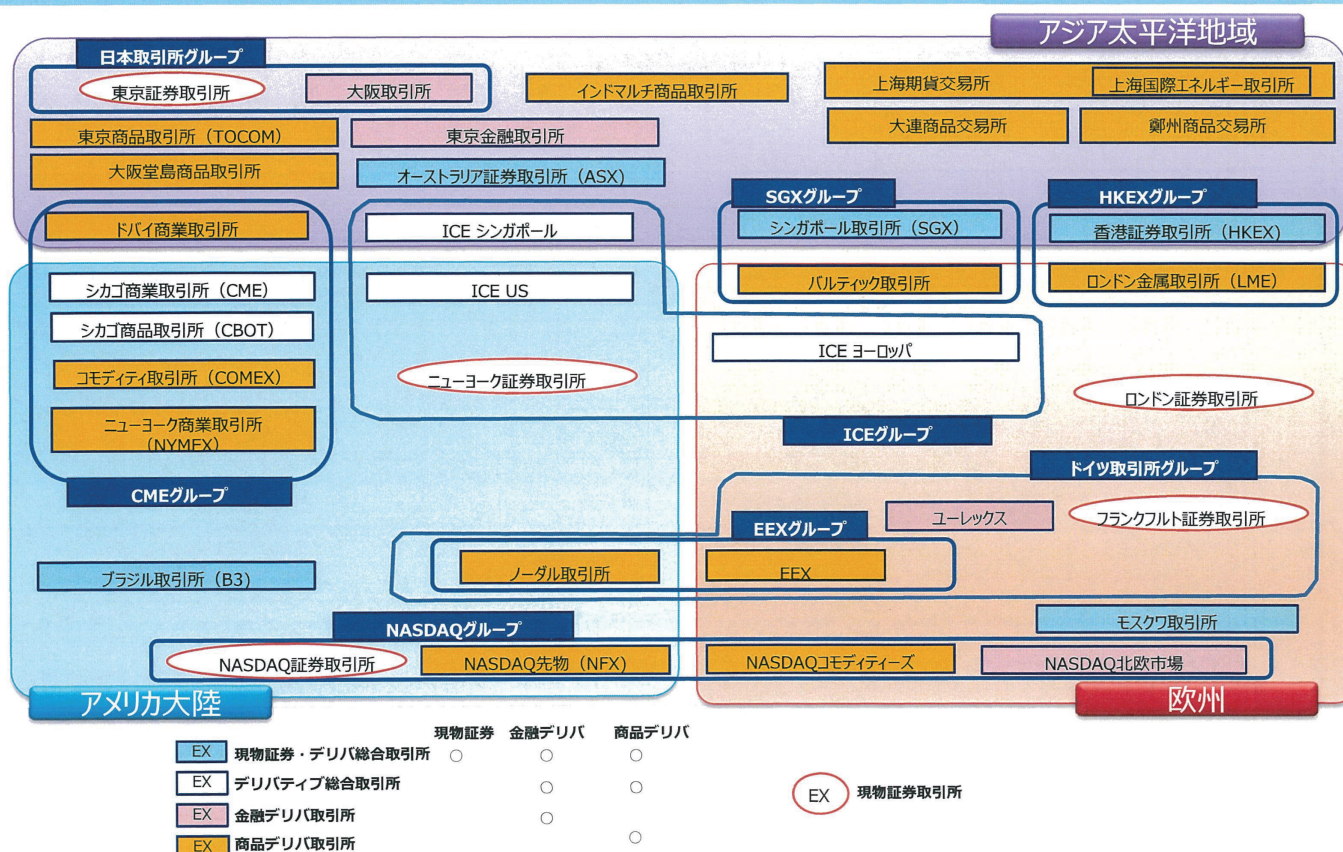 アジア太平洋地域
日本取引所グループ
東京証券取引所
大阪取引所
インドマルチ商品取引所
上海期貨交易所
上海国際エネルギー取引所
東京商品取引所（TOCOM）
東京金融取引所
大連商品交易所
鄭州商品交易所
大阪堂島商品取引所
オーストラリア証券取引所（ASX）
SGXグループ
HKEXグループ
ドバイ商業取引所
ICE シンガポール
シンガポール取引所（SGX）
香港証券取引所（HKEX）
シカゴ商業取引所（CME）
ICE US
バルティック取引所
ロンドン金属取引所（LME）
シカゴ商品取引所（CBOT）
ICE ヨーロッパ
コモディティ取引所（COMEX）
ニューヨーク証券取引所
ロンドン証券取引所
ニューヨーク商業取引所
（NYMEX）
ICEグループ
CMEグループ
ドイツ取引所グループ
EEXグループ
ユーレックス
フランクフルト証券取引所
ブラジル取引所（B3）
ノーダル取引所
EEX
NASDAQグループ
モスクワ取引所
NASDAQ証券取引所
NASDAQ先物（NFX）
NASDAQコモディティーズ
NASDAQ北欧市場
アメリカ大陸
欧州
現物証券 金融デリバ 商品デリバ
EX 現物証券・デリバ総合取引所 ○ ○ ○
EX デリバティブ総合取引所 ○ ○
EX 金融デリバ取引所 ○
EX 商品デリバ取引所 ○
EX 現物証券取引所